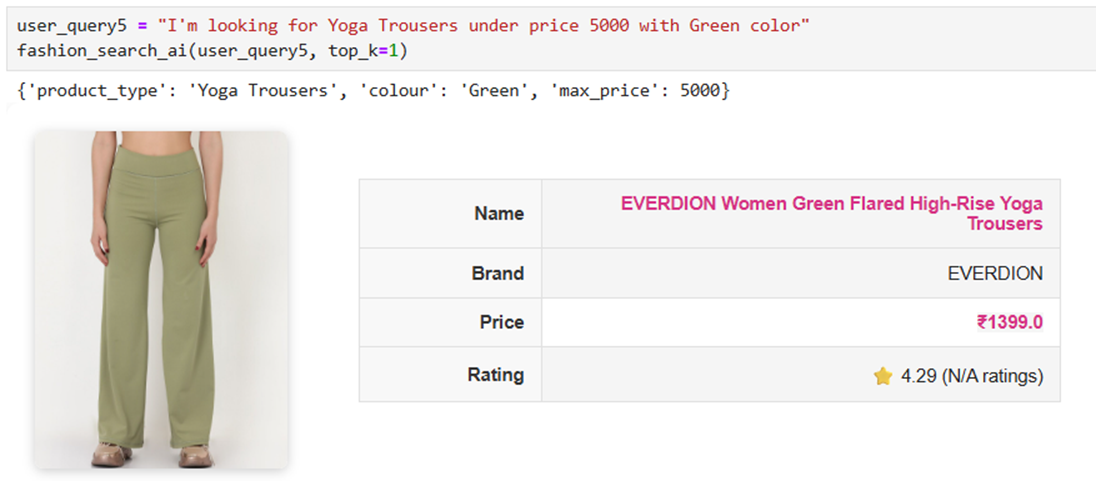 user_query5 = "I'm looking for Yoga Trousers under price 5000 with Green color"
fashion_search_ai(user_query5, top_k=1)
{'product_type': 'Yoga Trousers', 'colour': 'Green', 'max_price': 5000}
Name
EVERDION Women Green Flared High-Rise Yoga
Trousers
Brand
EVERDION
Price
₹1399.0
Rating
⭐ 4.29 (N/A ratings)